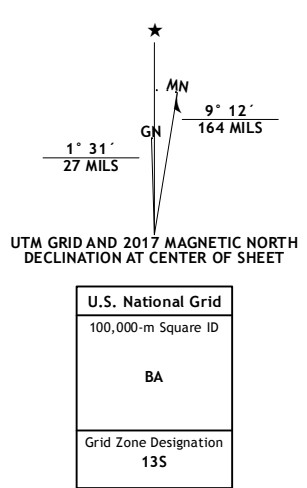 ★
MN
GN
9° 12´
164 MILS
1° 31´
27 MILS
UTM GRID AND 2017 MAGNETIC NORTH
DECLINATION AT CENTER OF SHEET
U.S. National Grid
100,000-m Square ID
BA
Grid Zone Designation
13S